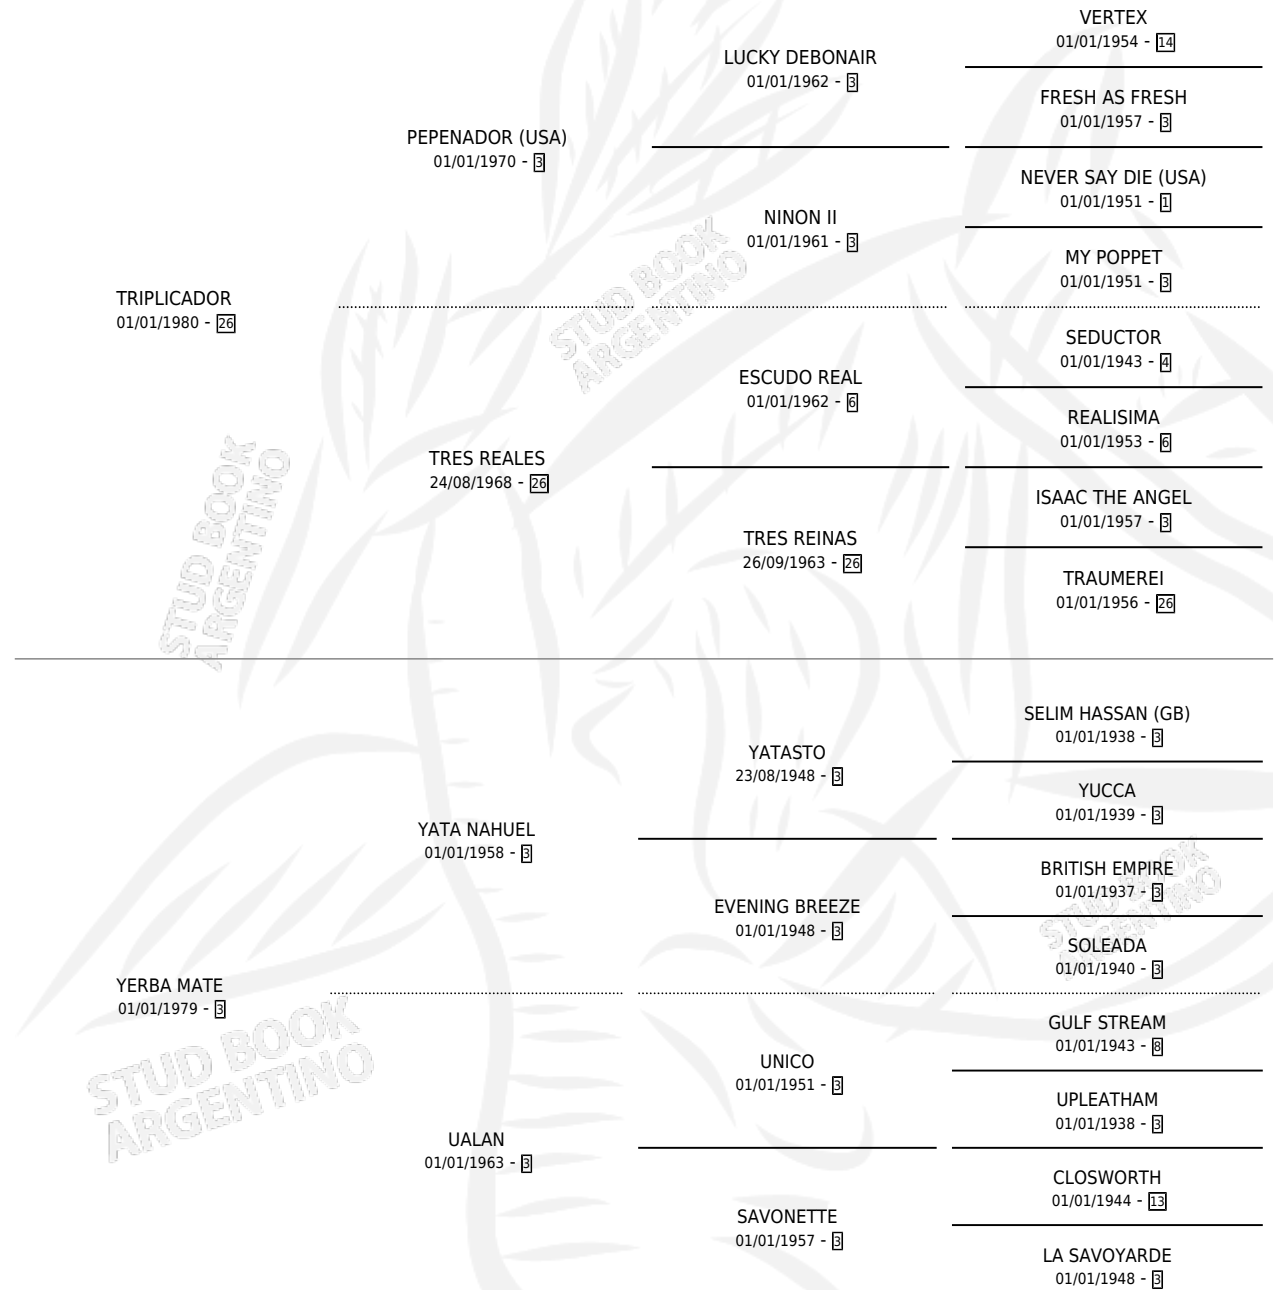 VERTEX
01/01/1954 - 14
LUCKY DEBONAIR
01/01/1962 - 3
FRESH AS FRESH
01/01/1957 - 3
PEPENADOR (USA)
01/01/1970 - 3
NEVER SAY DIE (USA)
01/01/1951 - 1
NINON II
01/01/1961 - 3
MY POPPET
01/01/1951 - 3
TRIPLICADOR
01/01/1980 - 26
STUD BOOK
ARGENTINO
SEDUCTOR
01/01/1943 - 4
ESCUDO REAL
01/01/1962 - 6
REALISIMA
01/01/1953 - 6
TRES REALES
24/08/1968 - 26
ISAAC THE ANGEL
01/01/1957 - 3
TRES REINAS
26/09/1963 - 26
TRAUMEREI
01/01/1956 - 26
STUD BOOK
ARGENTINO
SELIM HASSAN (GB)
01/01/1938 - 3
YATASTO
23/08/1948 - 3
YUCCA
01/01/1939 - 3
YATA NAHUEL
01/01/1958 - 3
BRITISH EMPIRE
01/01/1937 - 3
STUD BOOK
ARGENTINO
EVENING BREEZE
01/01/1948 - 3
SOLEADA
01/01/1940 - 3
YERBA MATE
01/01/1979 - 3
STUD BOOK
ARGENTINO
GULF STREAM
01/01/1943 - 8
UNICO
01/01/1951 - 3
UPLEATHAM
01/01/1938 - 3
UALAN
01/01/1963 - 3
CLOSWORTH
01/01/1944 - 13
SAVONETTE
01/01/1957 - 3
LA SAVOYARDE
01/01/1948 - 3